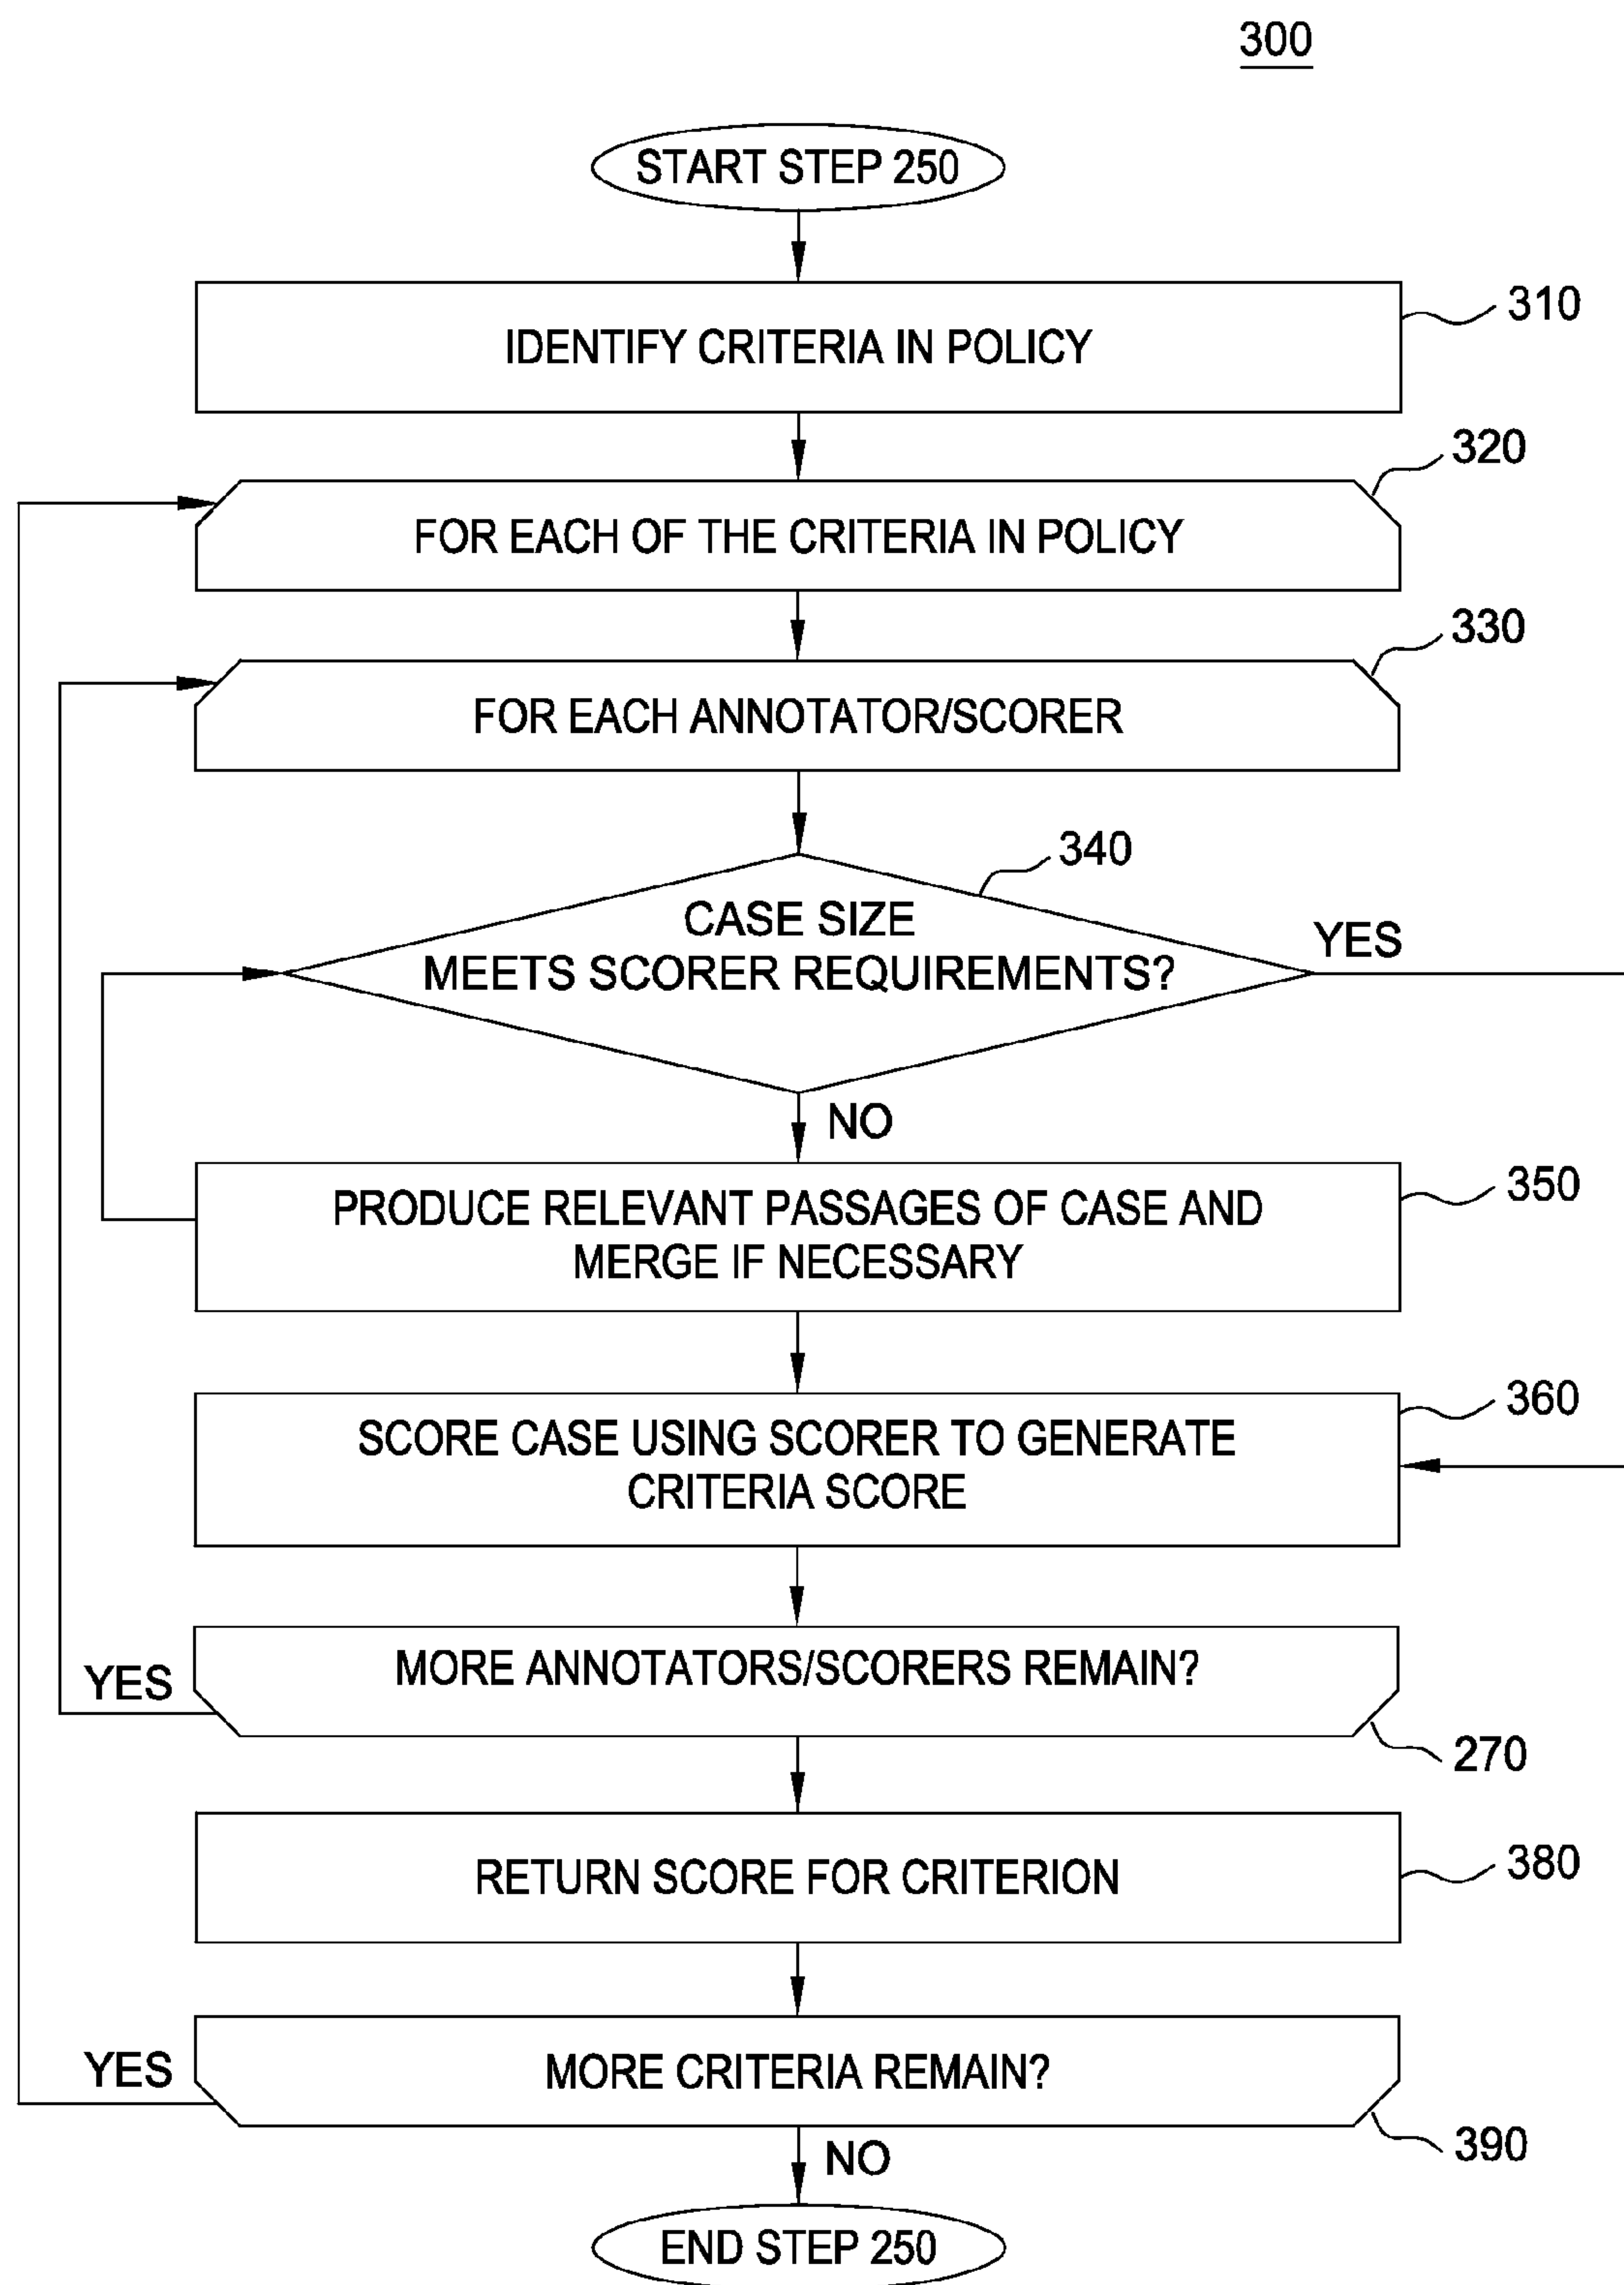 300
START STEP 250
310
IDENTIFY CRITERIA IN POLICY
320
FOR EACH OF THE CRITERIA IN POLICY
330
FOR EACH ANNOTATOR/SCORER
340
CASE SIZE
MEETS SCORER REQUIREMENTS?
YES
NO
350
PRODUCE RELEVANT PASSAGES OF CASE AND
MERGE IF NECESSARY
360
SCORE CASE USING SCORER TO GENERATE
CRITERIA SCORE
MORE ANNOTATORS/SCORERS REMAIN?
YES
270
380
RETURN SCORE FOR CRITERION
MORE CRITERIA REMAIN?
YES
390
NO
END STEP 250